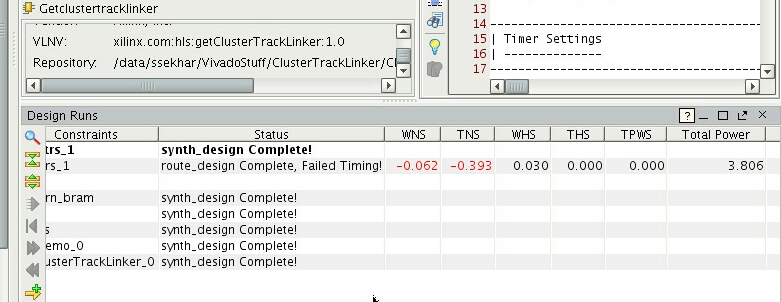 Getclustertracklinker
VLNV: xilinx.com:hls:getClusterTrackLinker:1.0
Repository: /data/ssekhar/VivadoStuff/ClusterTrackLinker/Cl
13
14 ------------------------------------
15 | Timer Settings
16 | --------------
17 ------------------------------------
Design Runs
Constraints Status WNS TNS WHS THS TPWS Total Power
trs_1 synth_design Complete!
rs_1 route_design Complete, Failed Timing! -0.062 -0.393 0.030 0.000 0.000 3.806
rn_bram synth_design Complete!
synth_design Complete!
s synth_design Complete!
emo_0 synth_design Complete!
usterTrackLinker_0 synth_design Complete!